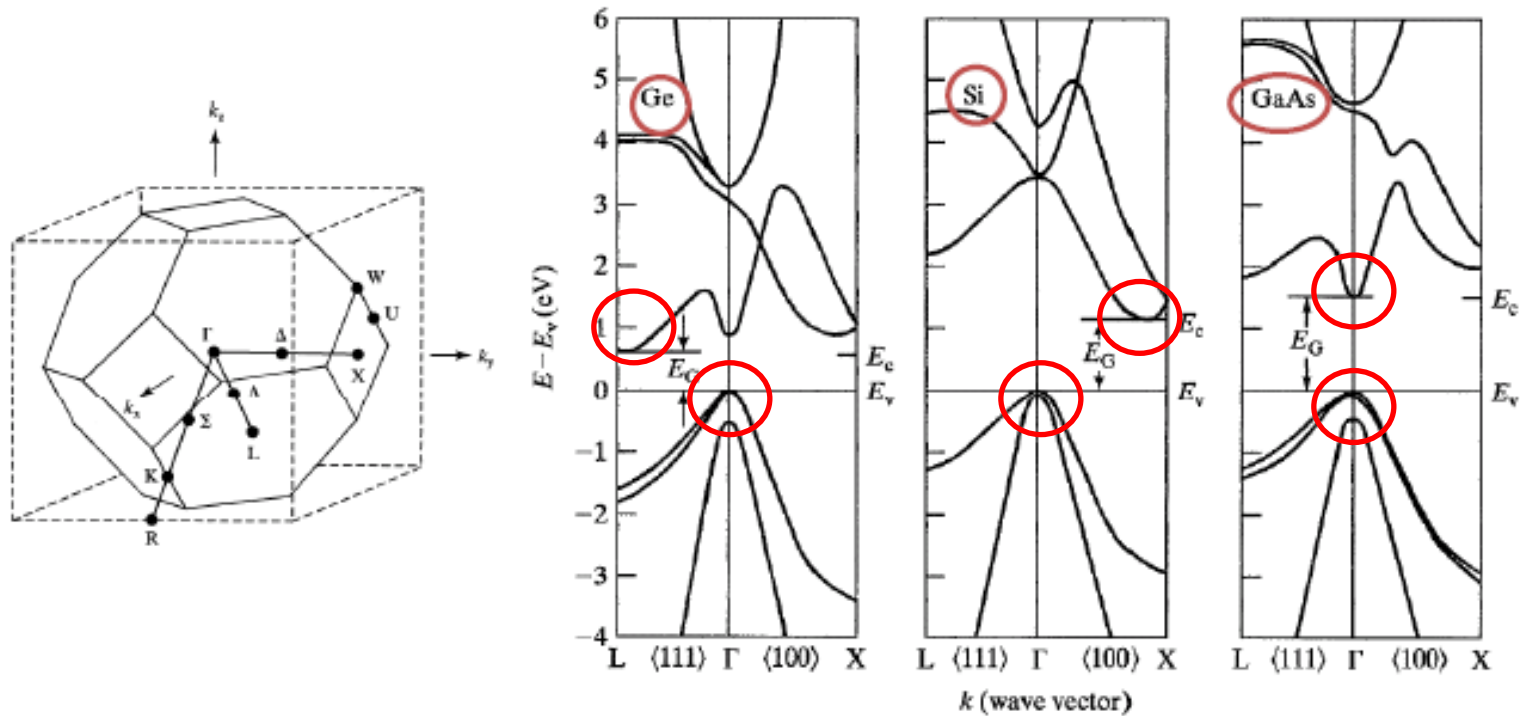 k_z
W
U
Γ
Δ
X
k_y
k_x
Λ
Σ
L
K
R
E − E_v (eV)
6
5
4
3
2
1
0
−1
−2
−3
−4
Ge
E_G
E_c
E_v
L ⟨111⟩ Γ ⟨100⟩ X
Si
E_c
E_G
E_v
L ⟨111⟩ Γ ⟨100⟩ X
GaAs
E_c
E_G
E_v
L ⟨111⟩ Γ ⟨100⟩ X
k (wave vector)